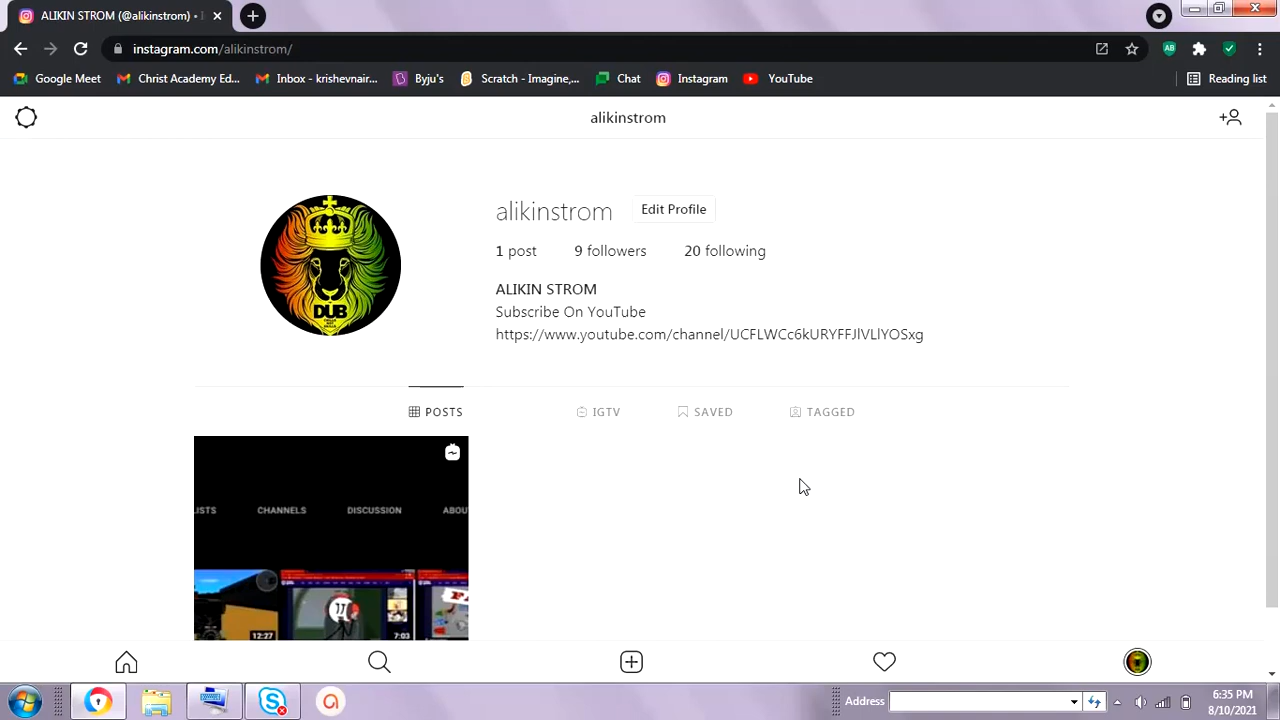 ALIKIN STROM (@alikinstrom) •
instagram.com/alikinstrom/
Google Meet Christ Academy Ed... Inbox - krishevnair... Byju's Scratch - Imagine,... Chat Instagram YouTube Reading list
alikinstrom
alikinstrom Edit Profile
1 post 9 followers 20 following
ALIKIN STROM
Subscribe On YouTube
https://www.youtube.com/channel/UCFLWCc6kURYFFJlVLlYOSxg
DUB
POSTS IGTV SAVED TAGGED
LISTS CHANNELS DISCUSSION ABOU
12:27 7:03
Address
6:35 PM
8/10/2021